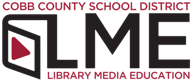 COBB COUNTY SCHOOL DISTRICT
LME
LIBRARY MEDIA EDUCATION